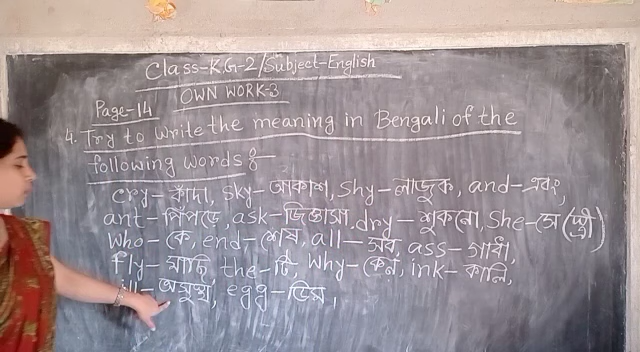 Class-K.G-2/Subject-English
OWN WORK-3
Page-14
4. Try to write the meaning in Bengali of the
following words :-
cry-কাঁদা, sky-আকাশ, shy-লাজুক, and-এবং,
ant-পিঁপড়ে, ask-জিজ্ঞাসা, dry-শুকনো, She-সে (স্ত্রী)
who-কে, end-শেষ, all-সব, ass-গাধা,
fly-মাছি, the-টি, why-কেন, ink-কালি,
ill-অসুস্থ, egg-ডিম,